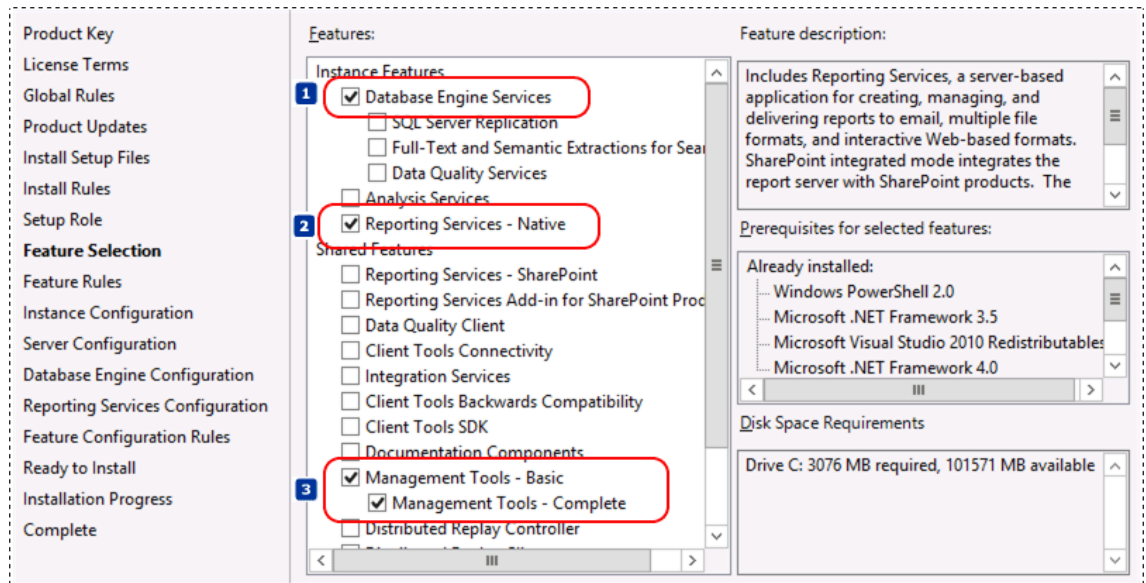 Product Key
License Terms
Global Rules
Product Updates
Install Setup Files
Install Rules
Setup Role
Feature Selection
Feature Rules
Instance Configuration
Server Configuration
Database Engine Configuration
Reporting Services Configuration
Feature Configuration Rules
Ready to Install
Installation Progress
Complete
Features:
Instance Features
1 Database Engine Services
SQL Server Replication
Full-Text and Semantic Extractions for Sear
Data Quality Services
Analysis Services
2 Reporting Services - Native
Shared Features
Reporting Services - SharePoint
Reporting Services Add-in for SharePoint Prod
Data Quality Client
Client Tools Connectivity
Integration Services
Client Tools Backwards Compatibility
Client Tools SDK
Documentation Components
3 Management Tools - Basic
Management Tools - Complete
Distributed Replay Controller
Feature description:
Includes Reporting Services, a server-based
application for creating, managing, and
delivering reports to email, multiple file
formats, and interactive Web-based formats.
SharePoint integrated mode integrates the
report server with SharePoint products. The
Prerequisites for selected features:
Already installed:
Windows PowerShell 2.0
Microsoft .NET Framework 3.5
Microsoft Visual Studio 2010 Redistributables
Microsoft .NET Framework 4.0
Disk Space Requirements
Drive C: 3076 MB required, 101571 MB available